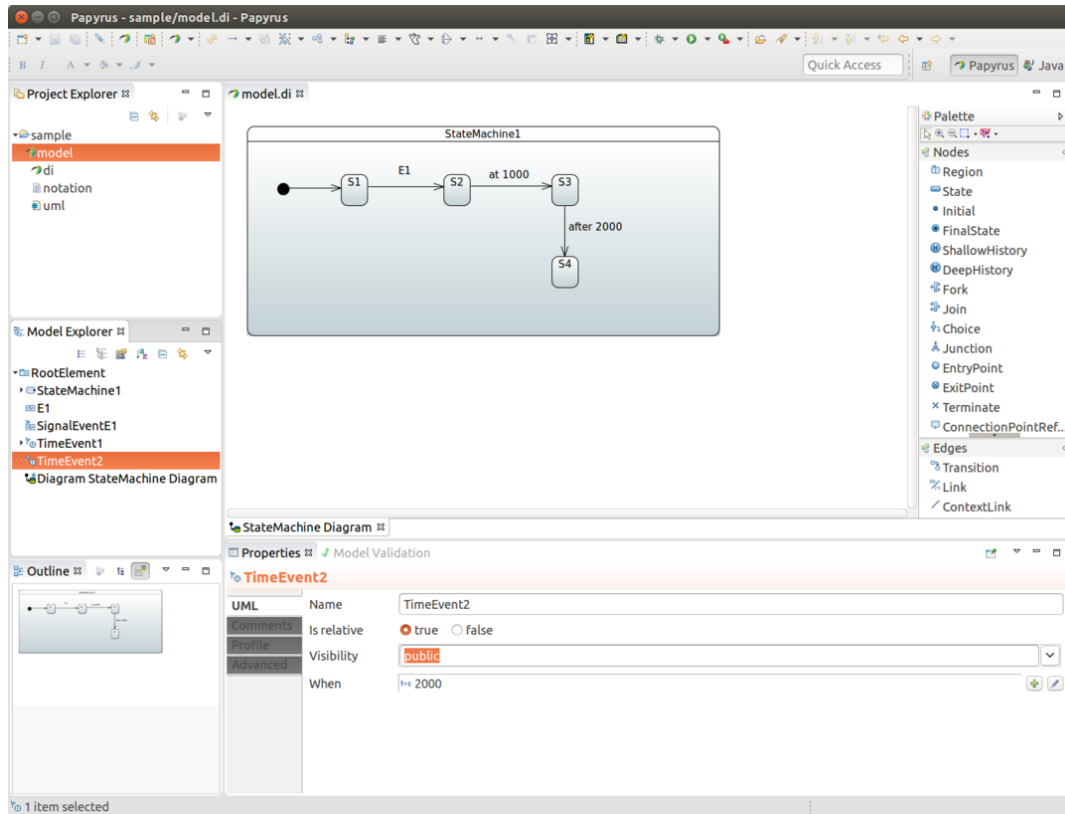 Papyrus - sample/model.di - Papyrus
B I A
Quick Access
Papyrus
Java
Project Explorer
sample
model
di
notation
uml
Model Explorer
RootElement
StateMachine1
E1
SignalEventE1
TimeEvent1
TimeEvent2
Diagram StateMachine Diagram
Outline
model.di
StateMachine1
S1
E1
S2
at 1000
S3
after 2000
S4
Palette
Nodes
Region
State
Initial
FinalState
ShallowHistory
DeepHistory
Fork
Join
Choice
Junction
EntryPoint
ExitPoint
Terminate
ConnectionPointRef...
Edges
Transition
Link
ContextLink
StateMachine Diagram
Properties
Model Validation
TimeEvent2
UML
Comments
Profile
Advanced
Name
TimeEvent2
Is relative
true
false
Visibility
public
When
2000
1 item selected